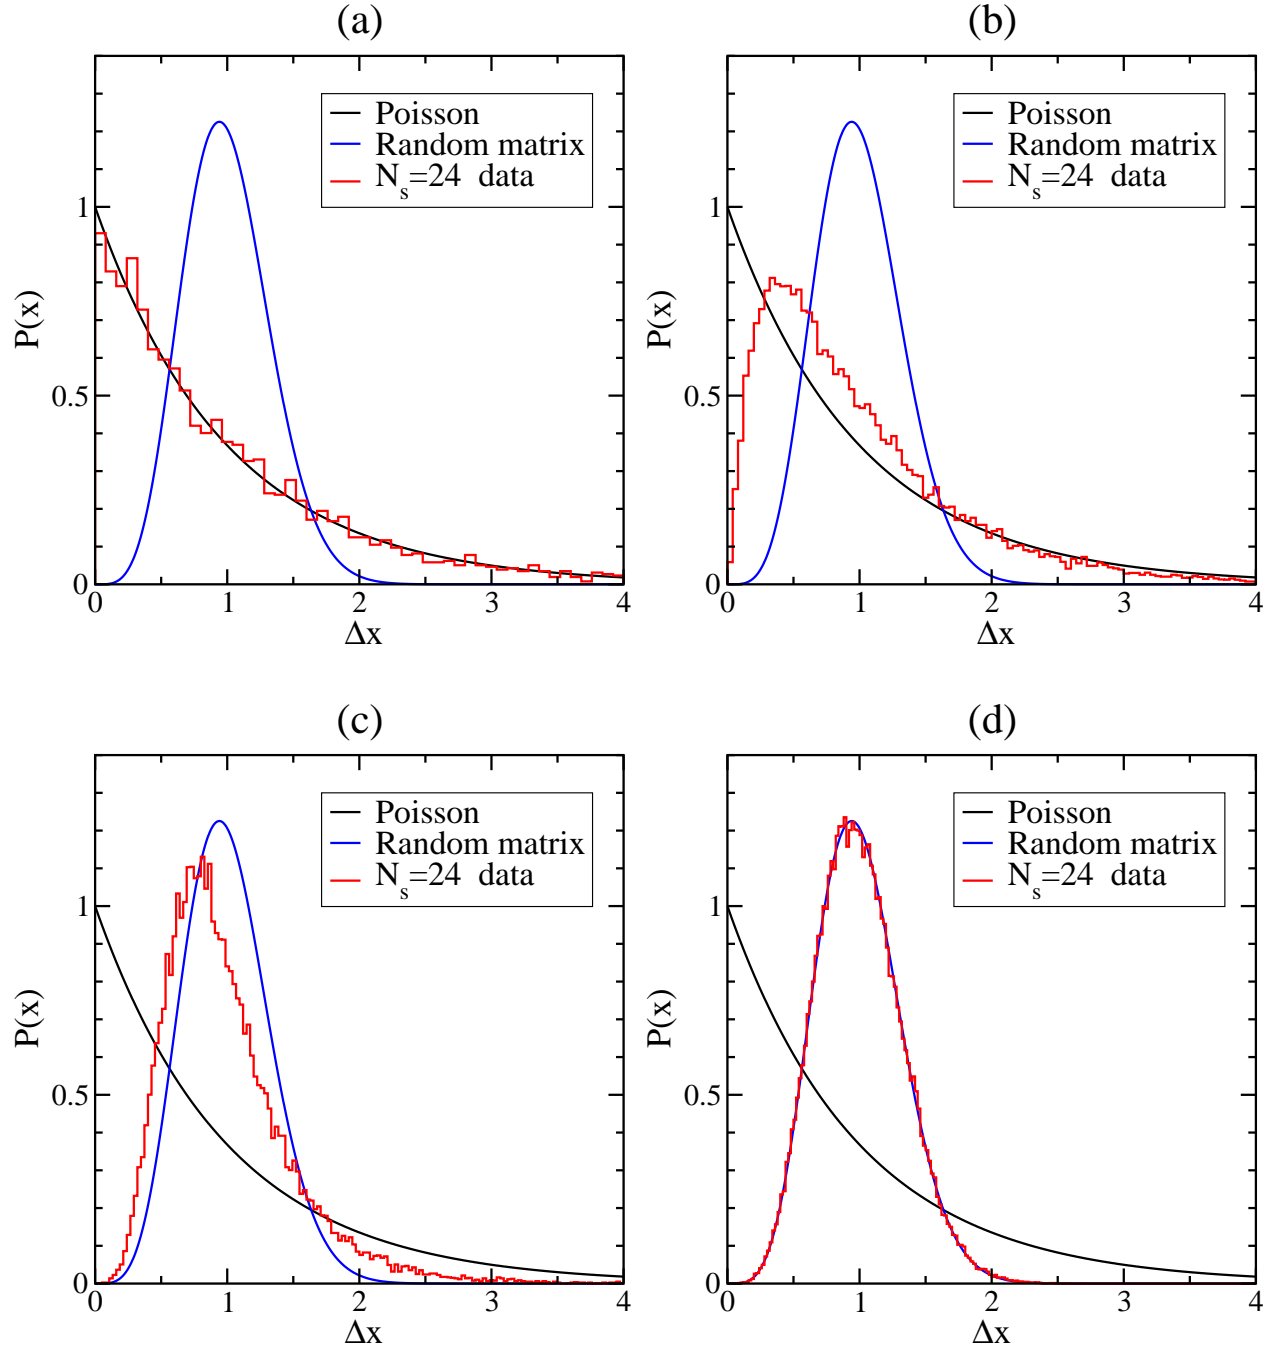 (a)
Poisson
Random matrix
N_s=24 data
P(x)
1
0.5
0
0 1 2 3 4
Δx
(b)
Poisson
Random matrix
N_s=24 data
P(x)
1
0.5
0
0 1 2 3 4
Δx
(c)
Poisson
Random matrix
N_s=24 data
P(x)
1
0.5
0
0 1 2 3 4
Δx
(d)
Poisson
Random matrix
N_s=24 data
P(x)
1
0.5
0
0 1 2 3 4
Δx